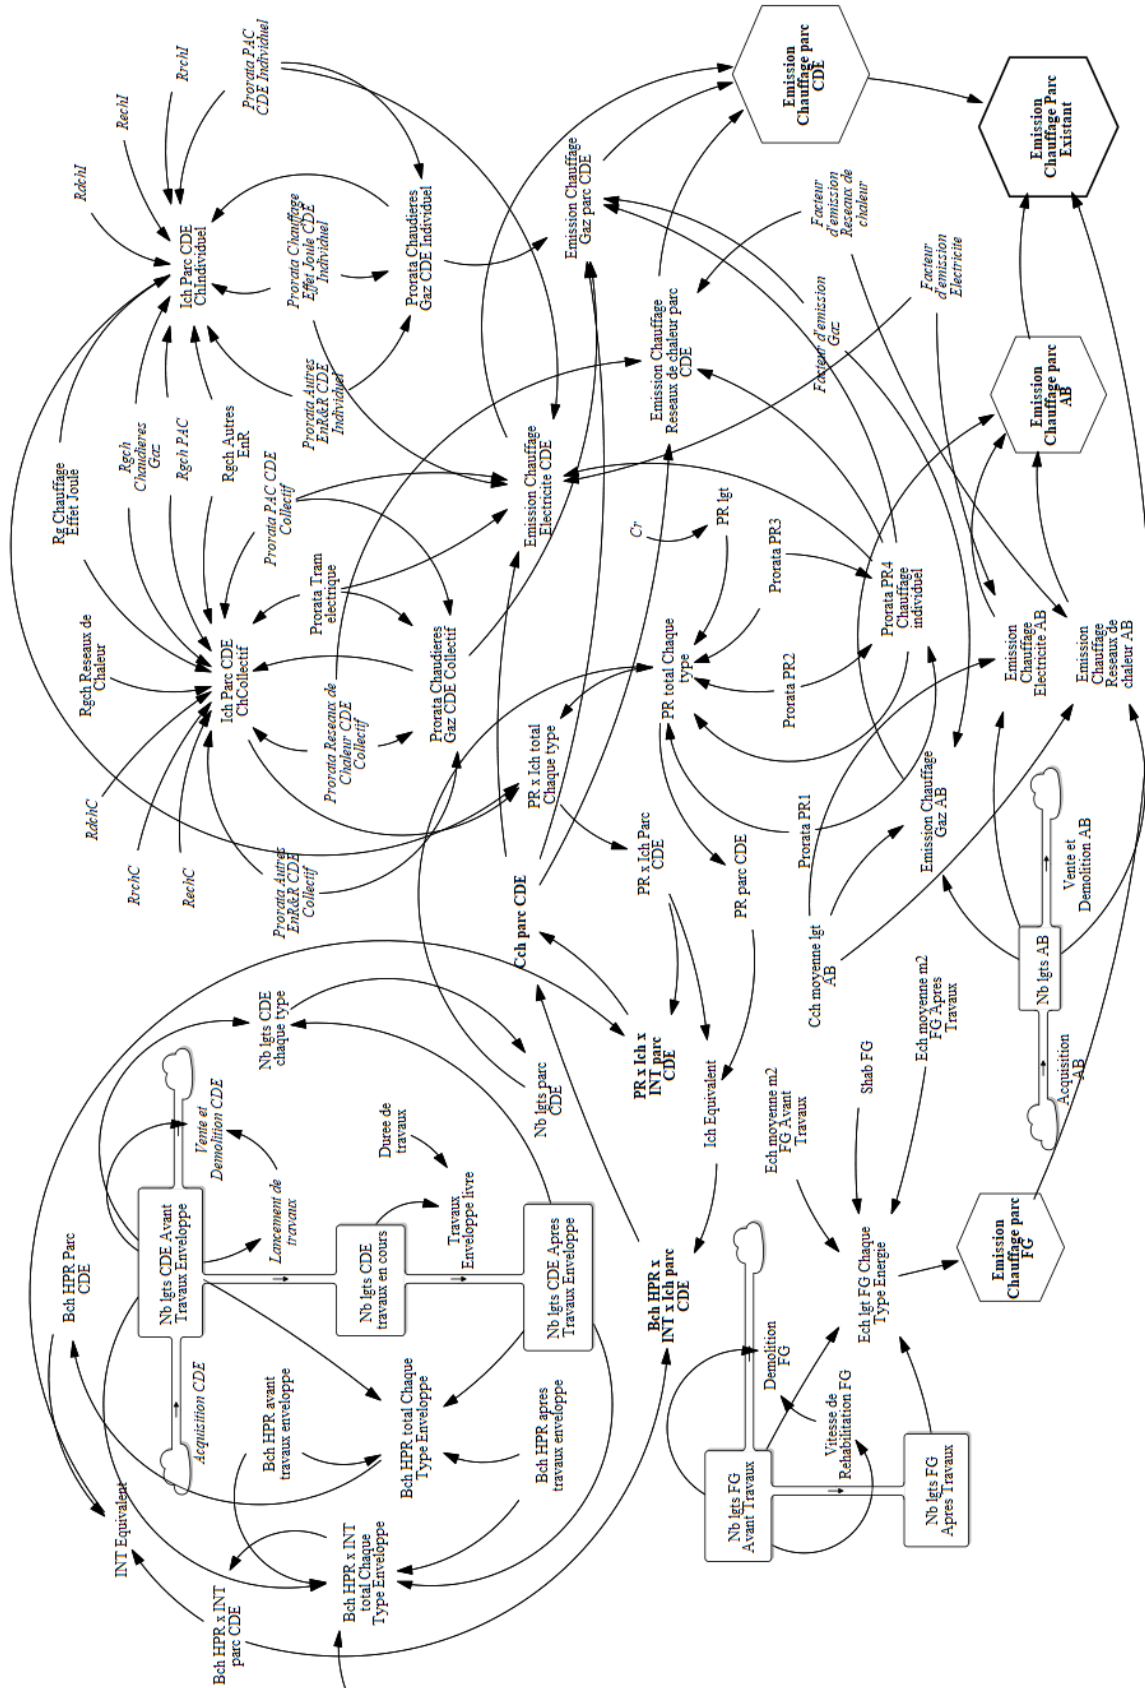 INT Equivalent
Bch HPR Parc
CDE
Bch HPR x INT
parc CDE
Acquisition CDE
Nb lgts CDE Avant
Travaux Enveloppe
Vente et
Demolition CDE
Lancement de
travaux
Nb lgts CDE
chaque type
Bch HPR avant
travaux enveloppe
Bch HPR x INT
total Chaque
Type Enveloppe
Bch HPR total Chaque
Type Enveloppe
Nb lgts CDE
travaux en cours
Travaux
Enveloppe livre
Duree de
travaux
Bch HPR apres
travaux enveloppe
Nb lgts CDE Apres
Travaux Enveloppe
Nb lgts parc
CDE
Bch HPR x
INT x Ich parc
CDE
PR x Ich x
INT parc
CDE
Cch parc CDE
Ich Equivalent
RrchC
RdchC
RechC
Rgch Reseaux de
Chaleur
Rg Chauffage
Effet Joule
Rgch
Chaudieres
Gaz
Rgch PAC
Rgch Autres
EnR
RdchI
RechI
RrchI
Prorata PAC
CDE Individuel
Ich Parc CDE
ChCollectif
Ich Parc CDE
ChIndividuel
Prorata Autres
EnR&R CDE
Collectif
Prorata Reseaux de
Chaleur CDE
Collectif
Prorata Tram
electrique
Prorata PAC CDE
Collectif
Prorata Autres
EnR&R CDE
Individuel
Prorata Chauffage
Effet Joule CDE
Individuel
Prorata Chaudieres
Gaz CDE Collectif
Prorata Chaudieres
Gaz CDE Individuel
PR x Ich total
Chaque type
Emission Chauffage
Electricite CDE
Emission Chauffage
Gaz parc CDE
PR x Ich Parc
CDE
PR total Chaque
type
Cr
Emission Chauffage
Reseaux de chaleur parc
CDE
Emission
Chauffage parc
CDE
PR parc CDE
PR lgt
Prorata PR1
Prorata PR2
Prorata PR3
Facteur d'emission
Gaz
Facteur
d'emission
Reseaux de
chaleur
Facteur
d'emission
Electricite
Cch moyenne lgt
AB
Prorata PR4
Chauffage
individuel
Emission Chauffage
Gaz AB
Emission
Chauffage
Electricite AB
Emission
Chauffage
Reseaux de
chaleur AB
Emission
Chauffage parc
AB
Emission
Chauffage Parc
Existant
Nb lgts FG
Avant Travaux
Demolition
FG
Vitesse de
Rehabilitation FG
Nb lgts FG
Apres Travaux
Ech moyenne m2
FG Avant
Travaux
Shab FG
Ech moyenne m2
FG Apres
Travaux
Ech lgt FG Chaque
Type Energie
Emission
Chauffage parc
FG
Acquisition
AB
Nb lgts AB
Vente et
Demolition AB